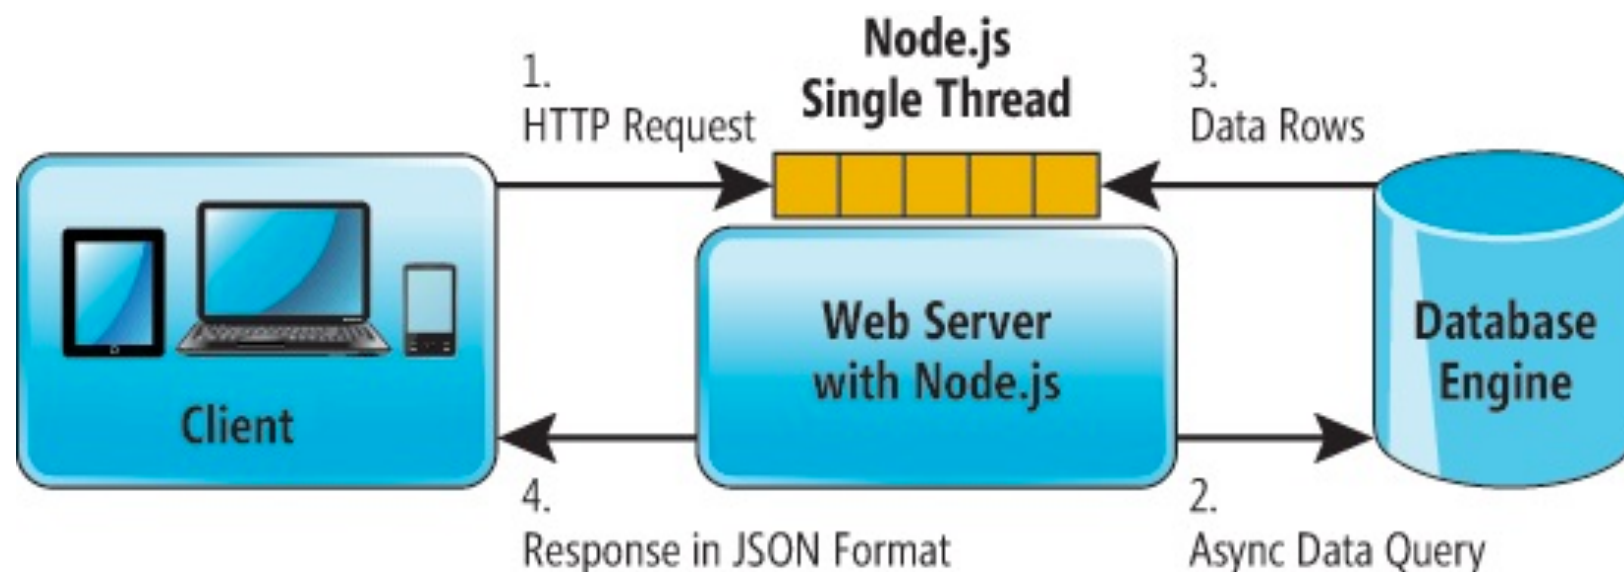 1.
HTTP Request
Node.js
Single Thread
3.
Data Rows
Client
Web Server
with Node.js
Database
Engine
4.
Response in JSON Format
2.
Async Data Query